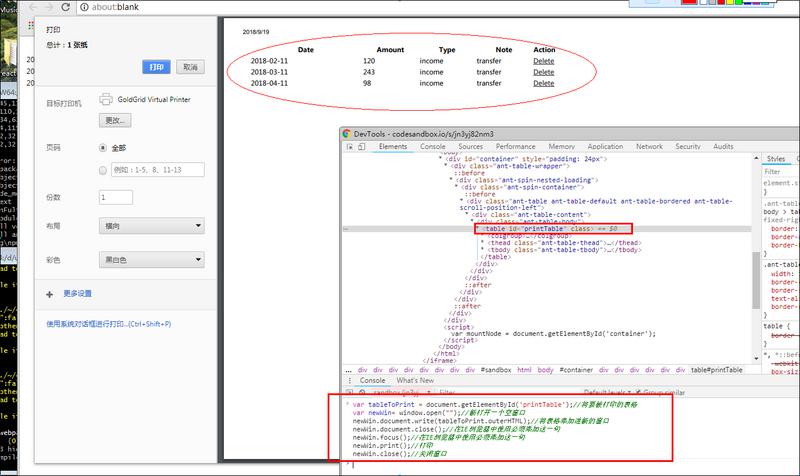 about:blank
打印
总计：1 张纸
打印
取消
目标打印机
GoldGrid Virtual Printer
更改...
页码
全部
例如：1-5、8、11-13
份数
1
布局
横向
彩色
黑白色
更多设置
使用系统对话框进行打印...(Ctrl+Shift+P)
2018/9/19
Date Amount Type Note Action
2018-02-11 120 income transfer Delete
2018-03-11 243 income transfer Delete
2018-04-11 98 income transfer Delete
DevTools - codesandbox.io/s/jn3yj82nm3
Elements Console Sources Performance Memory Application Network Security Audits
<body>
<div id="container" style="padding: 24px">
<div class="ant-table-wrapper">
::before
<div class="ant-spin-nested-loading">
<div class="ant-spin-container">
::before
<div class="ant-table ant-table-default ant-table-bordered ant-table-scroll-position-left">
<div class="ant-table-content">
<div class="ant-table-body">
<table id="printTable" class> == $0
<colgroup>…</colgroup>
<thead class="ant-table-thead">…</thead>
<tbody class="ant-table-tbody">…</tbody>
</table>
</div>
</div>
</div>
::after
</div>
</div>
::after
</div>
</div>
<script>
var mountNode = document.getElementById('container');
</script>
</body>
</html>
</iframe>
div div div div div div div #sandbox html body #container div div div div div div table#printTable
Styles
Filter
Console What's New
Filter Default levels Group similar
var tableToPrint = document.getElementById('printTable');//将要被打印的表格
var newWin= window.open("");//新打开一个空窗口
newWin.document.write(tableToPrint.outerHTML);//将表格添加进新的窗口
newWin.document.close();//在IE浏览器中使用必须添加这一句
newWin.focus();//在IE浏览器中使用必须添加这一句
newWin.print();//打印
newWin.close();//关闭窗口